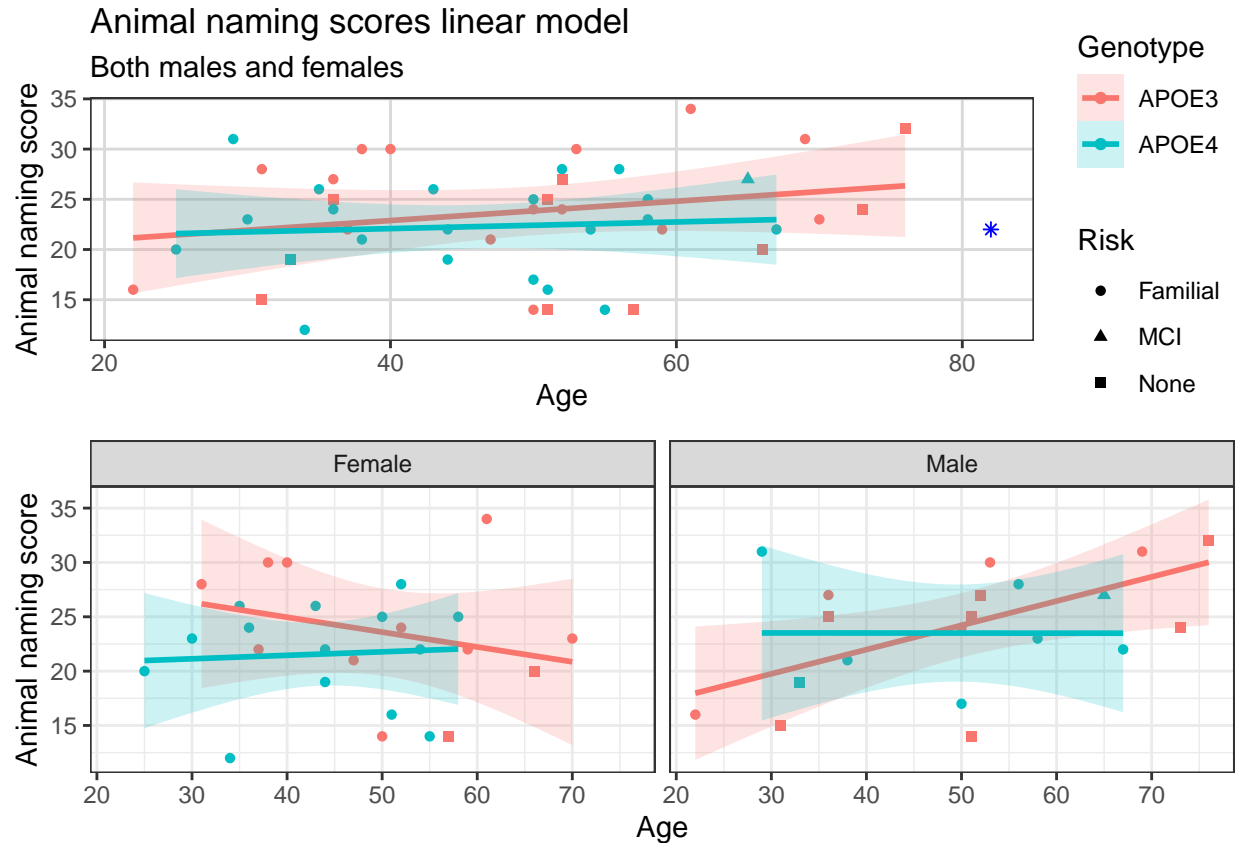 Animal naming scores linear model
Both males and females
Animal naming score
35
30
25
20
15
20 40 60 80
Age
Genotype
APOE3
APOE4
Risk
Familial
MCI
None
Female Male
Animal naming score
35
30
25
20
15
20 30 40 50 60 70 20 30 40 50 60 70
Age